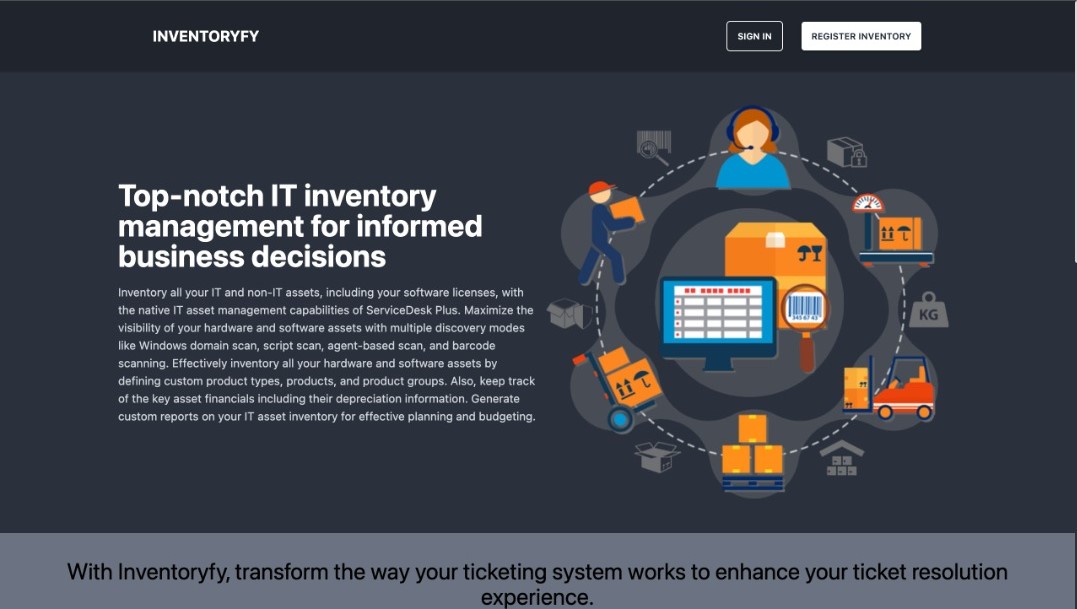 INVENTORYFY
SIGN IN
REGISTER INVENTORY
Top-notch IT inventory
management for informed
business decisions
Inventory all your IT and non-IT assets, including your software licenses, with
the native IT asset management capabilities of ServiceDesk Plus. Maximize the
visibility of your hardware and software assets with multiple discovery modes
like Windows domain scan, script scan, agent-based scan, and barcode
scanning. Effectively inventory all your hardware and software assets by
defining custom product types, products, and product groups. Also, keep track
of the key asset financials including their depreciation information. Generate
custom reports on your IT asset inventory for effective planning and budgeting.
345 67 43
KG
With Inventoryfy, transform the way your ticketing system works to enhance your ticket resolution
experience.